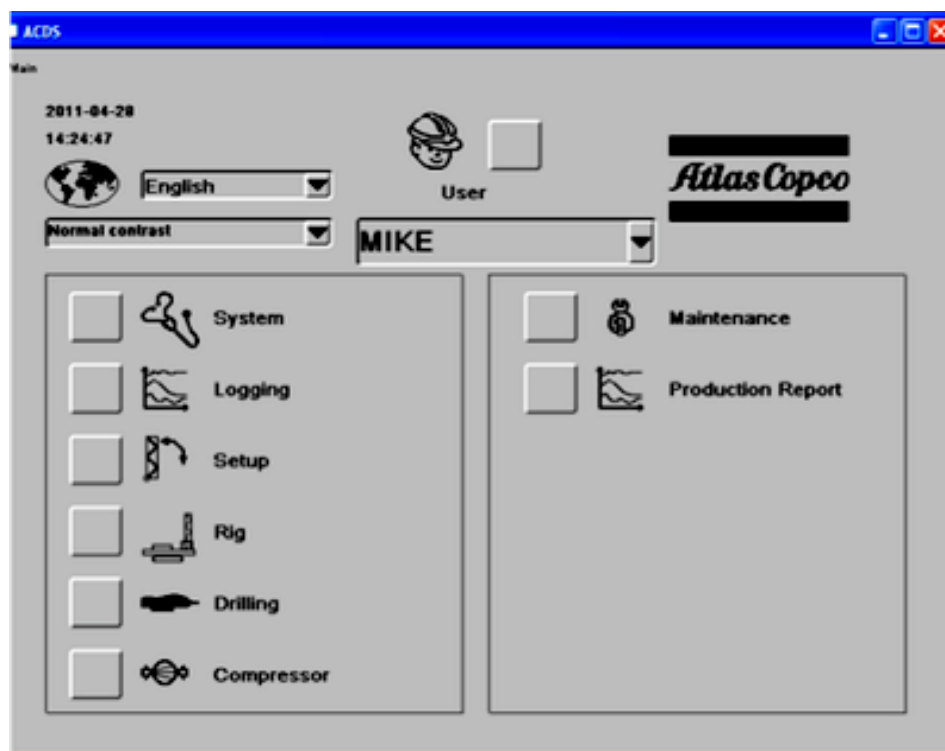 ACDS
Main
2011-04-28
14:24:47
English
User
Atlas Copco
Normal contrast
MIKE
System
Maintenance
Logging
Production Report
Setup
Rig
Drilling
Compressor